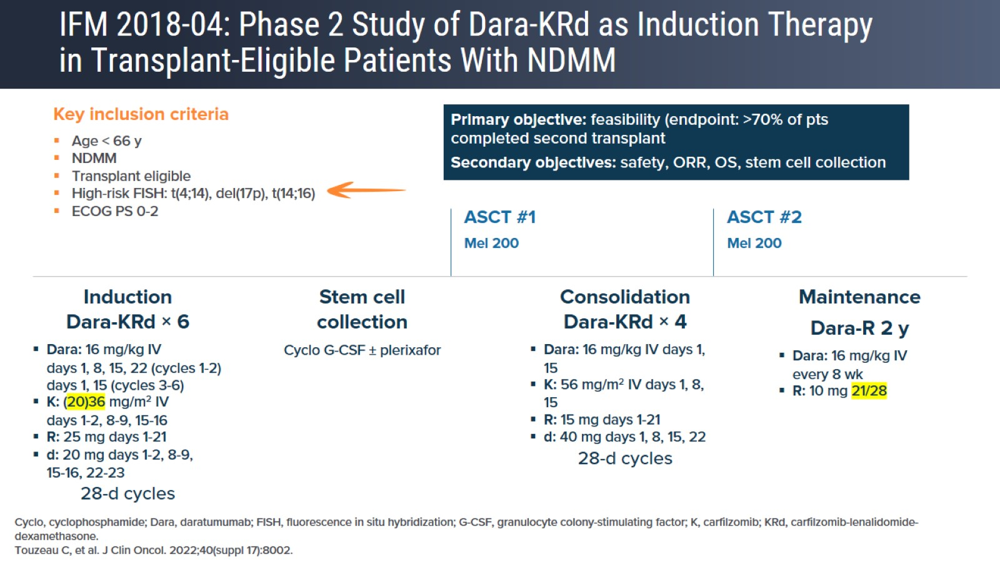 IFM 2018-04: Phase 2 Study of Dara-KRd as Induction Therapy
in Transplant-Eligible Patients With NDMM
Key inclusion criteria
▪ Age < 66 y
▪ NDMM
▪ Transplant eligible
▪ High-risk FISH: t(4;14), del(17p), t(14;16)
▪ ECOG PS 0-2
Primary objective: feasibility (endpoint: >70% of pts
completed second transplant
Secondary objectives: safety, ORR, OS, stem cell collection
ASCT #1
Mel 200
ASCT #2
Mel 200
Induction
Dara-KRd × 6
▪ Dara: 16 mg/kg IV
days 1, 8, 15, 22 (cycles 1-2)
days 1, 15 (cycles 3-6)
▪ K: (20)36 mg/m² IV
days 1-2, 8-9, 15-16
▪ R: 25 mg days 1-21
▪ d: 20 mg days 1-2, 8-9,
15-16, 22-23
28-d cycles
Stem cell
collection
Cyclo G-CSF ± plerixafor
Consolidation
Dara-KRd × 4
▪ Dara: 16 mg/kg IV days 1,
15
▪ K: 56 mg/m² IV days 1, 8,
15
▪ R: 15 mg days 1-21
▪ d: 40 mg days 1, 8, 15, 22
28-d cycles
Maintenance
Dara-R 2 y
▪ Dara: 16 mg/kg IV
every 8 wk
▪ R: 10 mg 21/28
Cyclo, cyclophosphamide; Dara, daratumumab; FISH, fluorescence in situ hybridization; G-CSF, granulocyte colony-stimulating factor; K, carfilzomib; KRd, carfilzomib-lenalidomide-
dexamethasone.
Touzeau C, et al. J Clin Oncol. 2022;40(suppl 17):8002.